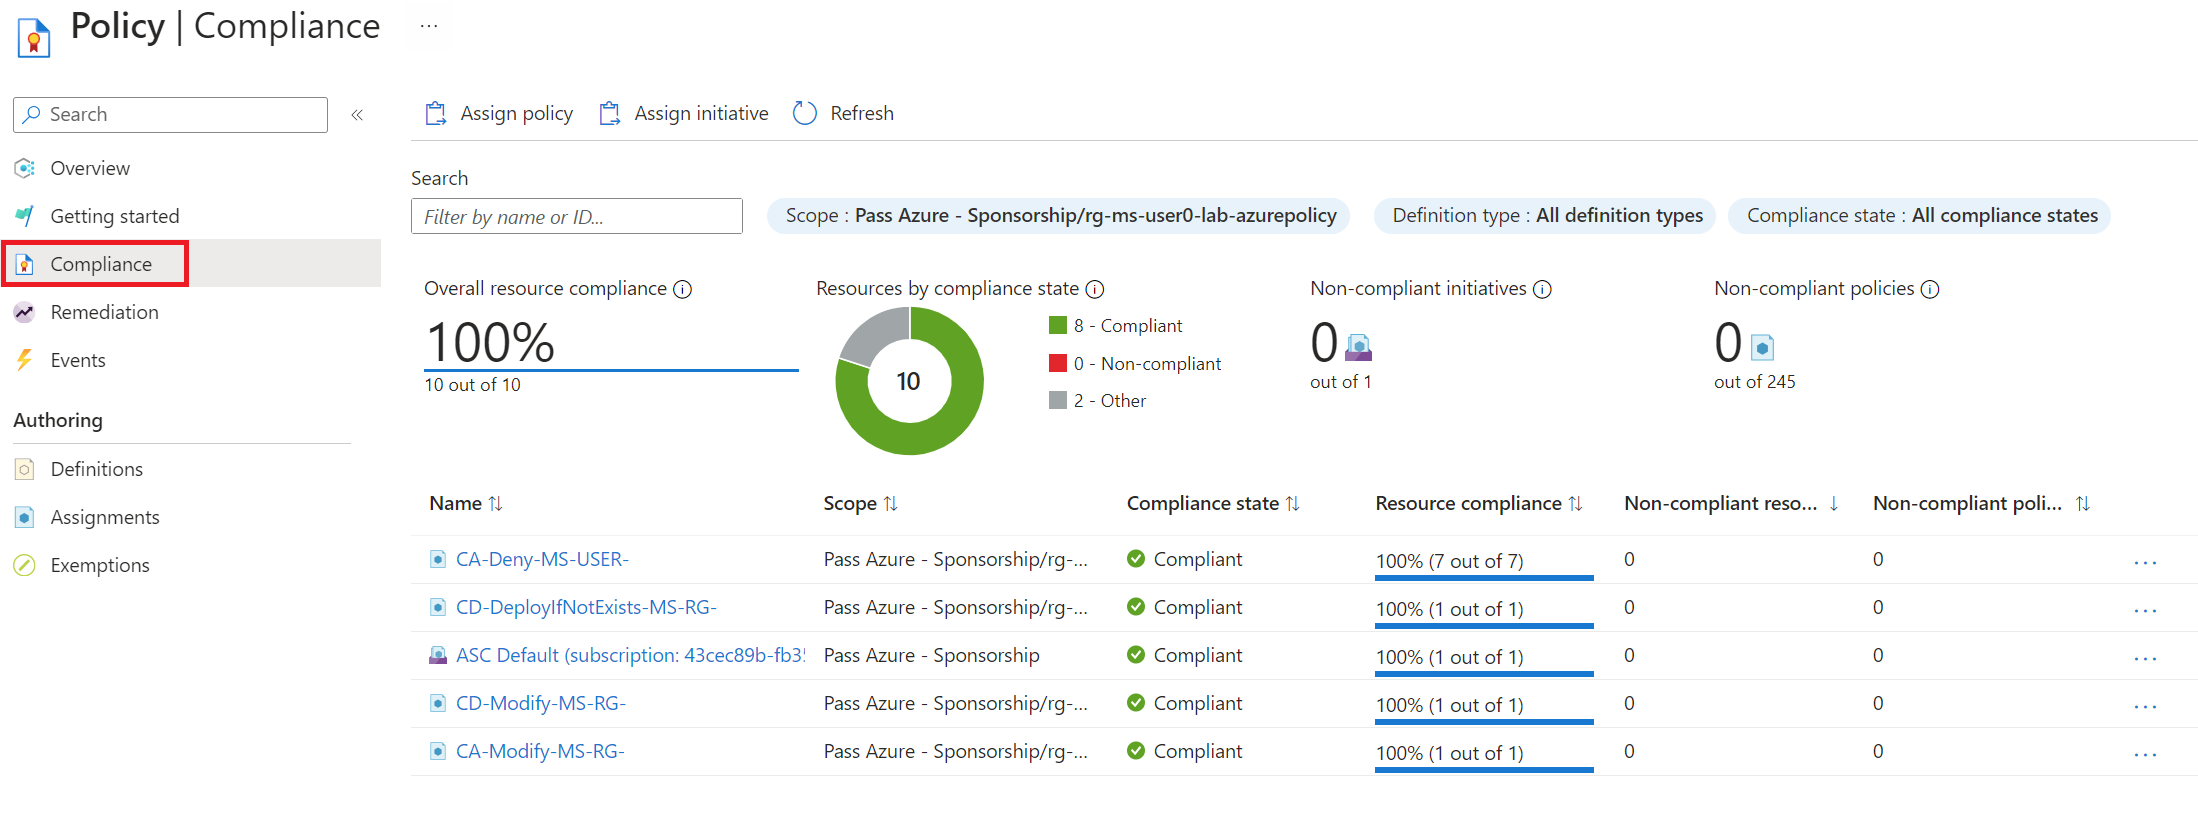 Policy | Compliance ...
Search «
Overview
Getting started
Compliance
Remediation
Events
Authoring
Definitions
Assignments
Exemptions
Assign policy Assign initiative Refresh
Search
Filter by name or ID...
Scope : Pass Azure - Sponsorship/rg-ms-user0-lab-azurepolicy
Definition type : All definition types
Compliance state : All compliance states
Overall resource compliance
100%
10 out of 10
Resources by compliance state
10
8 - Compliant
0 - Non-compliant
2 - Other
Non-compliant initiatives
0
out of 1
Non-compliant policies
0
out of 245
Name Scope Compliance state Resource compliance Non-compliant reso... Non-compliant poli...
CA-Deny-MS-USER- Pass Azure - Sponsorship/rg-... Compliant 100% (7 out of 7) 0 0 ...
CD-DeployIfNotExists-MS-RG- Pass Azure - Sponsorship/rg-... Compliant 100% (1 out of 1) 0 0 ...
ASC Default (subscription: 43cec89b-fb35 Pass Azure - Sponsorship Compliant 100% (1 out of 1) 0 0 ...
CD-Modify-MS-RG- Pass Azure - Sponsorship/rg-... Compliant 100% (1 out of 1) 0 0 ...
CA-Modify-MS-RG- Pass Azure - Sponsorship/rg-... Compliant 100% (1 out of 1) 0 0 ...